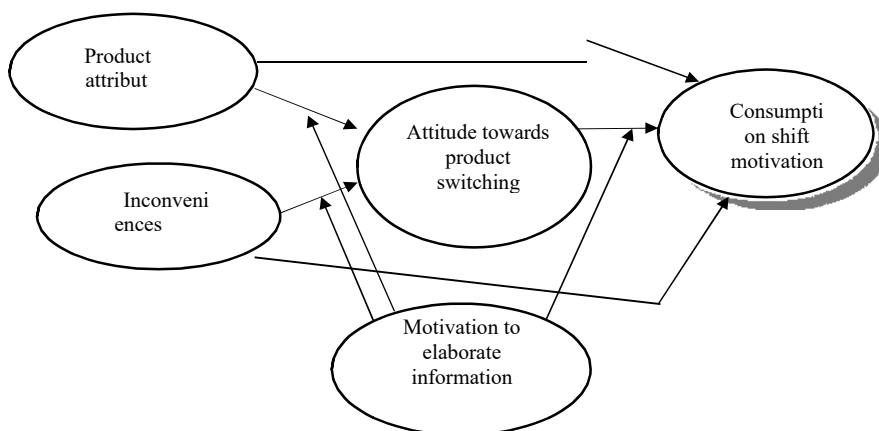 Product
attribut
Attitude towards
product
switching
Consumpti
on shift
motivation
Inconveni
ences
Motivation to
elaborate
information